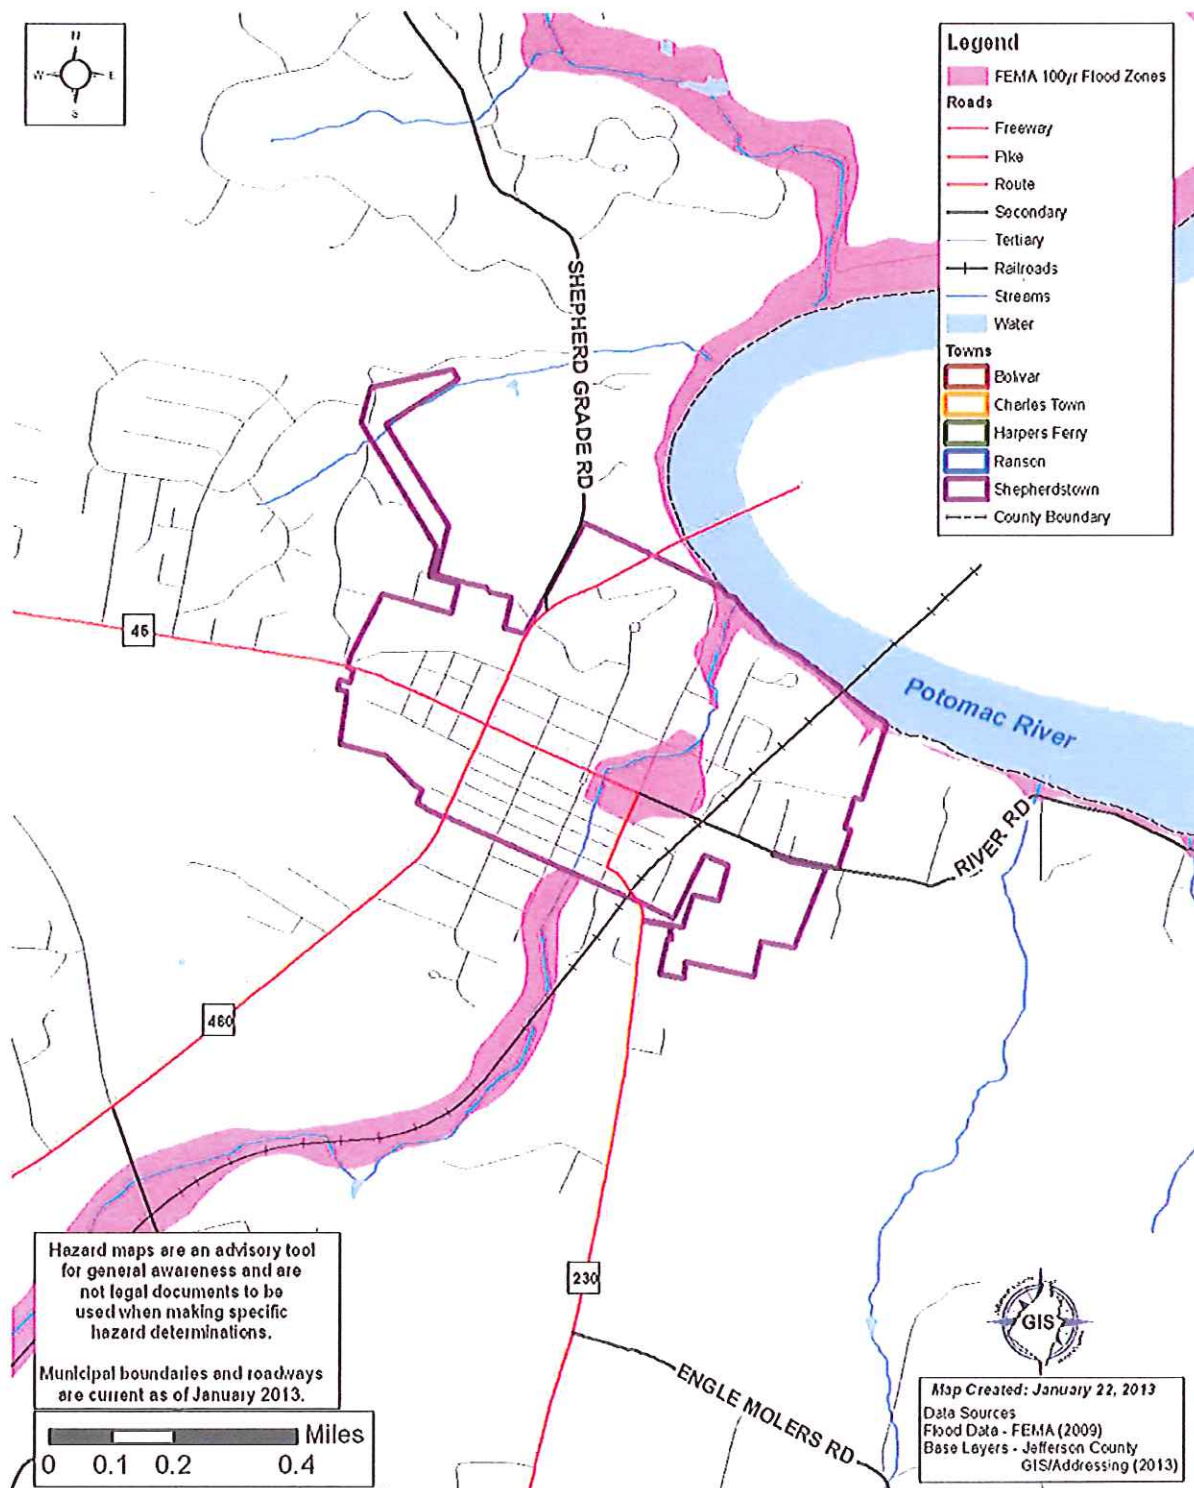 N
W E
S
Legend
FEMA 100yr Flood Zones
Roads
Freeway
Pike
Route
Secondary
Tertiary
Railroads
Streams
Water
Towns
Bolivar
Charles Town
Harpers Ferry
Ranson
Shepherdstown
County Boundary
SHEPHERD GRADE RD
45
Potomac River
RIVER RD
480
230
ENGLE MOLERS RD
Hazard maps are an advisory tool
for general awareness and are
not legal documents to be
used when making specific
hazard determinations.
Municipal boundaries and roadways
are current as of January 2013.
Miles
0 0.1 0.2 0.4
GIS
Map Created: January 22, 2013
Data Sources
Flood Data - FEMA (2009)
Base Layers - Jefferson County
GIS/Addressing (2013)